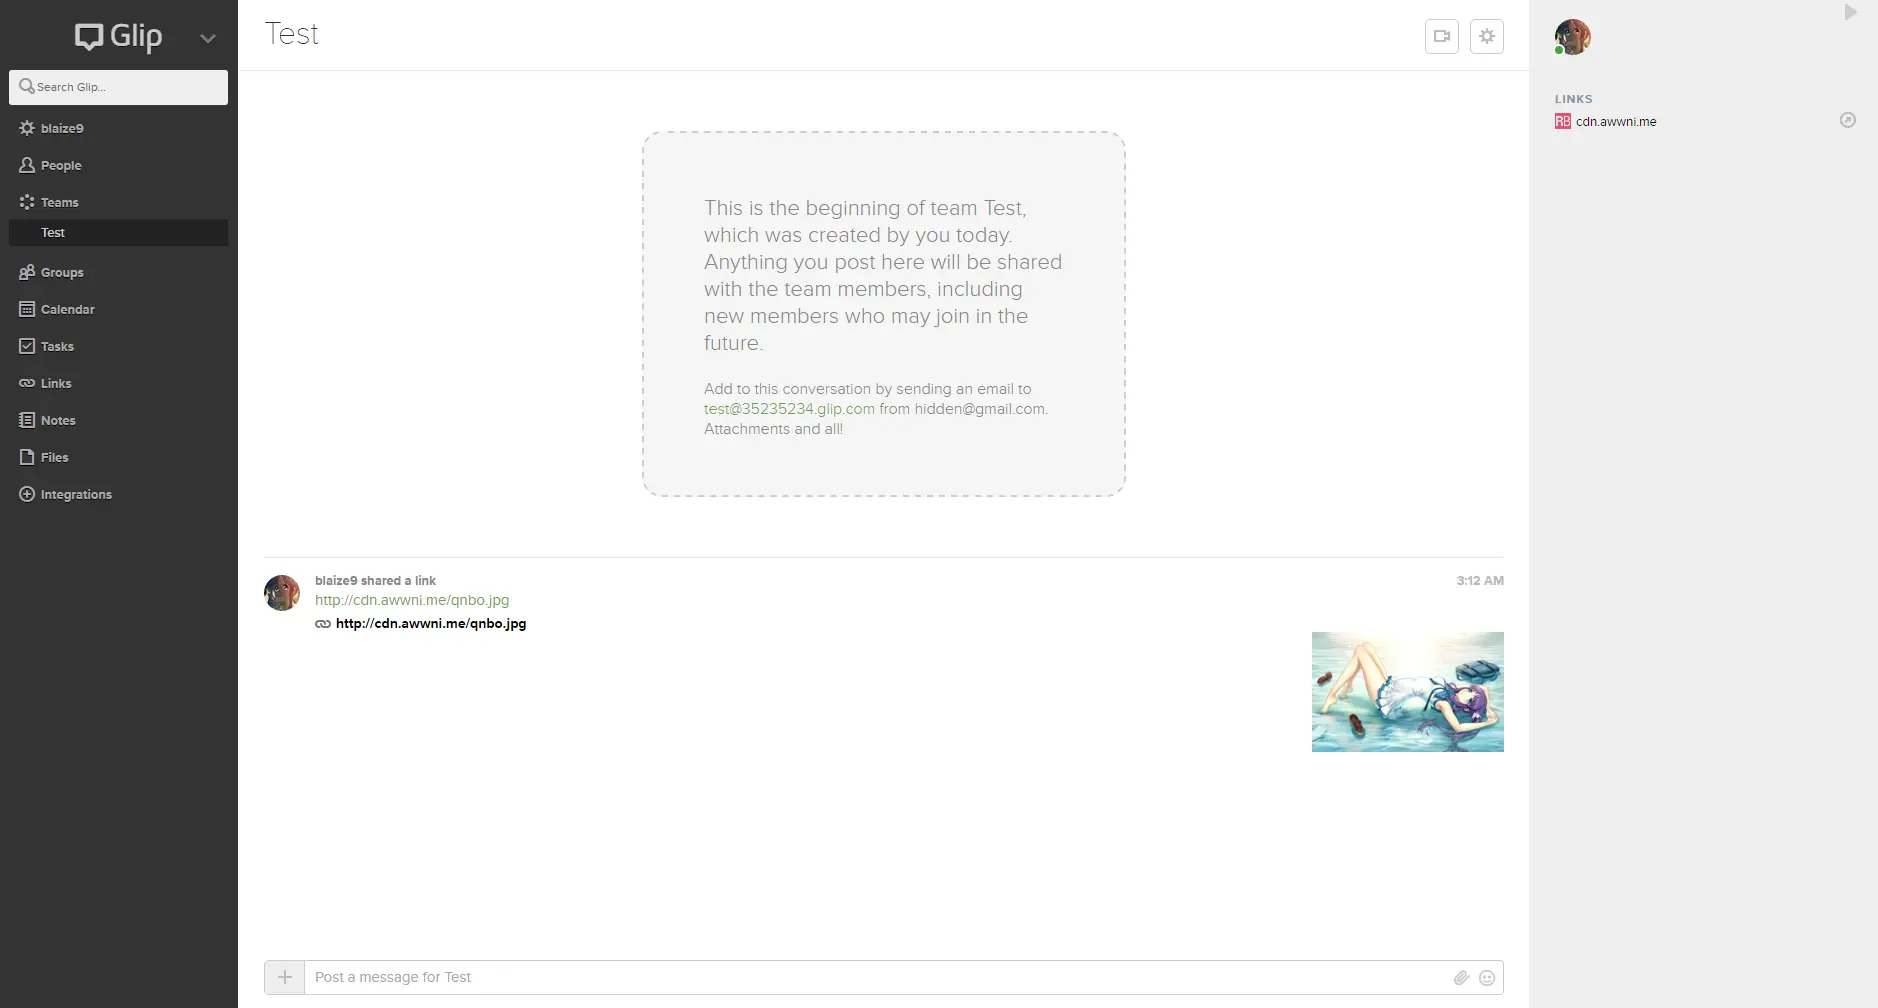 Glip
Search Glip...
blaize9
People
Teams
Test
Groups
Calendar
Tasks
Links
Notes
Files
Integrations
Test
This is the beginning of team Test,
which was created by you today.
Anything you post here will be shared
with the team members, including
new members who may join in the
future.
Add to this conversation by sending an email to
test@35235234.glip.com from hidden@gmail.com.
Attachments and all!
blaize9 shared a link
3:12 AM
http://cdn.awwni.me/qnbo.jpg
http://cdn.awwni.me/qnbo.jpg
Post a message for Test
LINKS
RB cdn.awwni.me